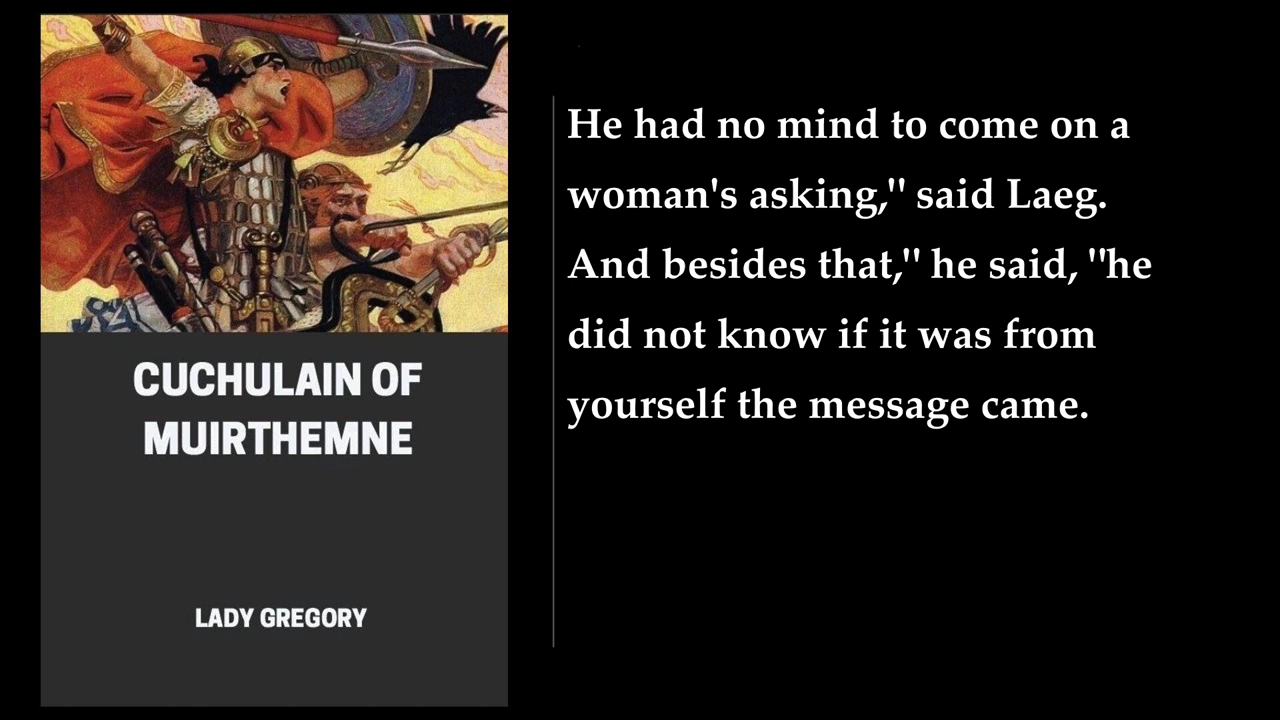 CUCHULAIN OF
MUIRTHEMNE
LADY GREGORY
He had no mind to come on a
woman's asking," said Laeg.
And besides that," he said, "he
did not know if it was from
yourself the message came.